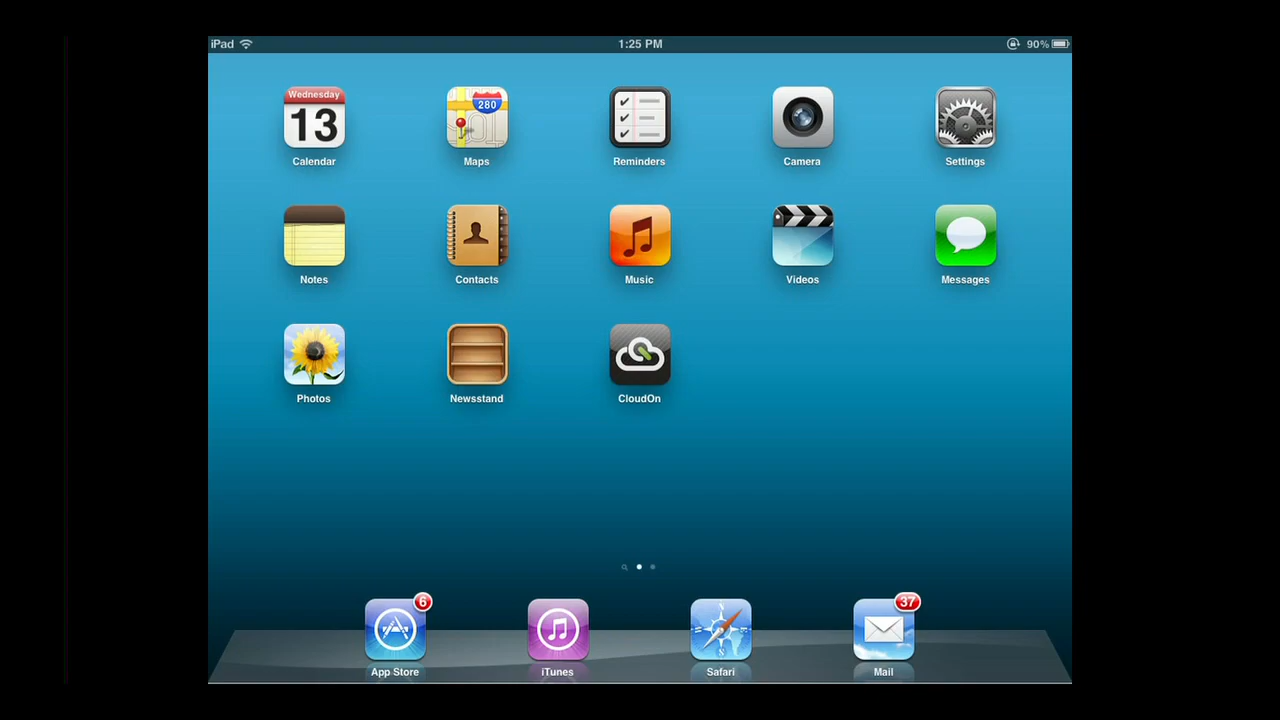 iPad
1:25 PM
90%
Wednesday
13
280
Calendar
Maps
Reminders
Camera
Settings
Notes
Contacts
Music
Videos
Messages
Photos
Newsstand
CloudOn
6
37
N
S
App Store
iTunes
Safari
Mail